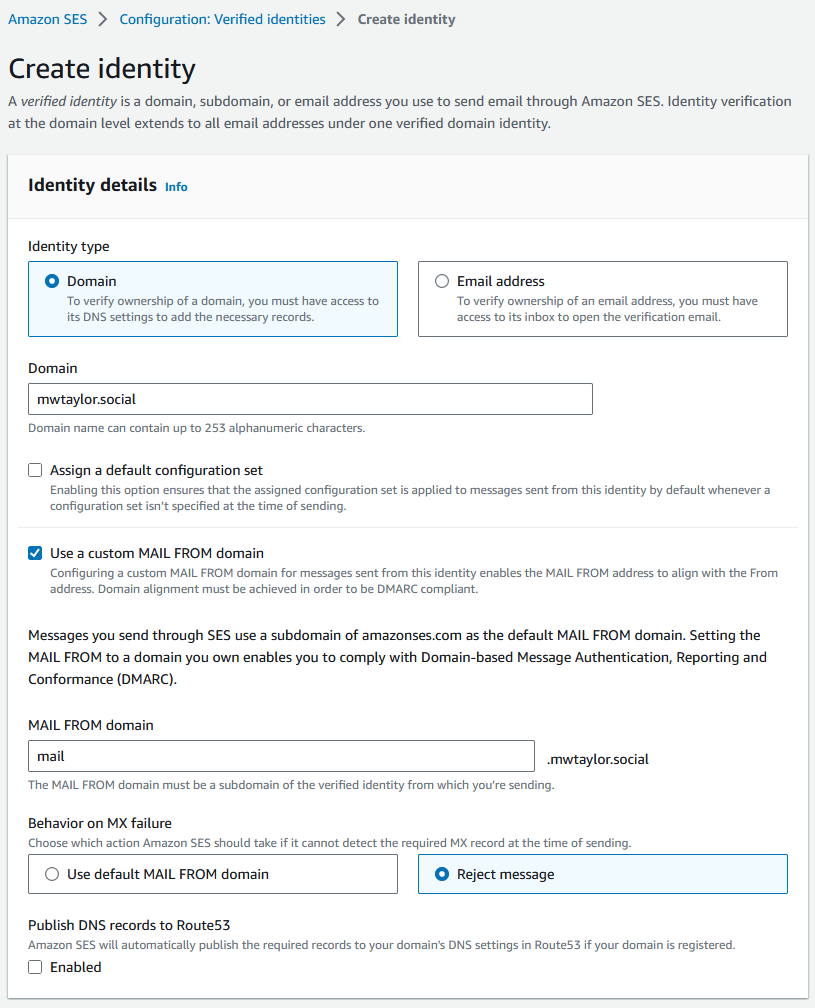 Amazon SES > Configuration: Verified identities > Create identity
Create identity
A verified identity is a domain, subdomain, or email address you use to send email through Amazon SES. Identity verification
at the domain level extends to all email addresses under one verified domain identity.
Identity details Info
Identity type
Domain
To verify ownership of a domain, you must have access to
its DNS settings to add the necessary records.
Email address
To verify ownership of an email address, you must have
access to its inbox to open the verification email.
Domain
mwtaylor.social
Domain name can contain up to 253 alphanumeric characters.
Assign a default configuration set
Enabling this option ensures that the assigned configuration set is applied to messages sent from this identity by default whenever a
configuration set isn't specified at the time of sending.
Use a custom MAIL FROM domain
Configuring a custom MAIL FROM domain for messages sent from this identity enables the MAIL FROM address to align with the From
address. Domain alignment must be achieved in order to be DMARC compliant.
Messages you send through SES use a subdomain of amazonses.com as the default MAIL FROM domain. Setting the
MAIL FROM to a domain you own enables you to comply with Domain-based Message Authentication, Reporting and
Conformance (DMARC).
MAIL FROM domain
mail .mwtaylor.social
The MAIL FROM domain must be a subdomain of the verified identity from which you're sending.
Behavior on MX failure
Choose which action Amazon SES should take if it cannot detect the required MX record at the time of sending.
Use default MAIL FROM domain
Reject message
Publish DNS records to Route53
Amazon SES will automatically publish the required records to your domain's DNS settings in Route53 if your domain is registered.
Enabled